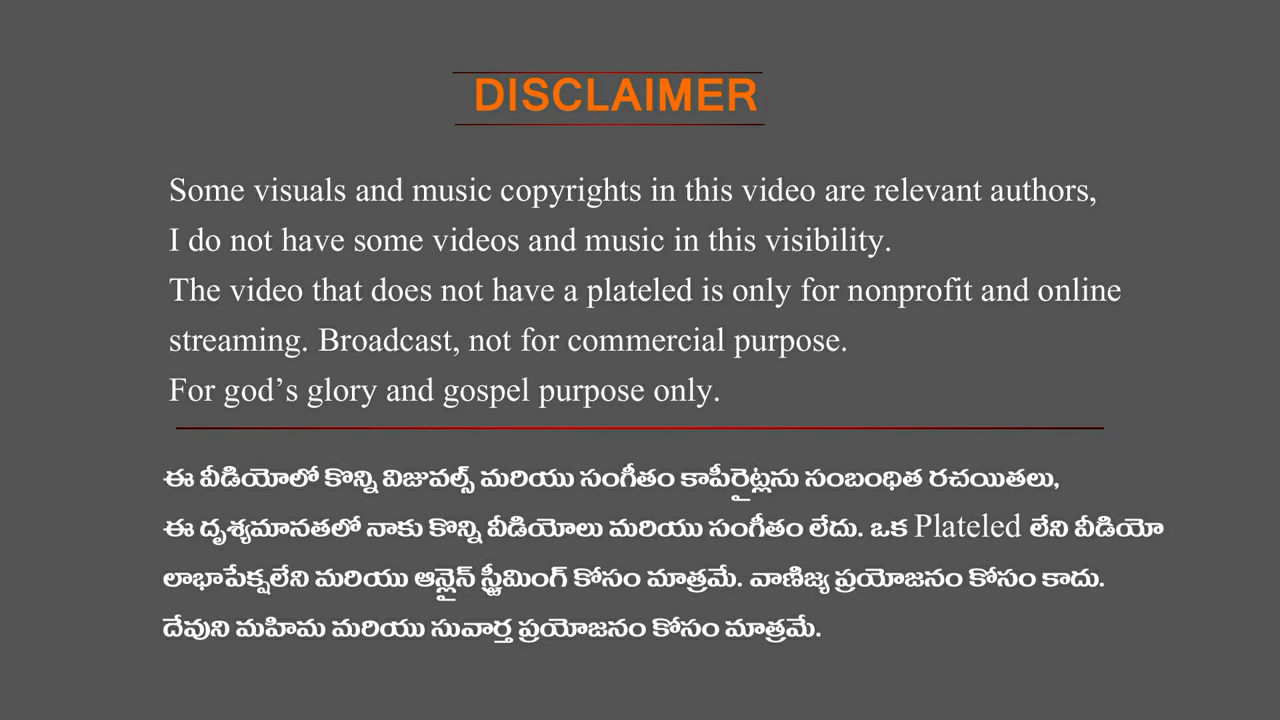 DISCLAIMER
Some visuals and music copyrights in this video are relevant authors,
I do not have some videos and music in this visibility.
The video that does not have a plateled is only for nonprofit and online
streaming. Broadcast, not for commercial purpose.
For god’s glory and gospel purpose only.
ఈ వీడియోలో కొన్ని విజువల్స్ మరియు సంగీతం కాపీరైట్లను సంబంధిత రచయితలు,
ఈ దృశ్యమానతలో నాకు కొన్ని వీడియోలు మరియు సంగీతం లేదు. ఒక Plateled లేని వీడియో
లాభాపేక్షలేని మరియు ఆన్లైన్ స్ట్రీమింగ్ కోసం మాత్రమే. వాణిజ్య ప్రయోజనం కోసం కాదు.
దేవుని మహిమ మరియు సువార్త ప్రయోజనం కోసం మాత్రమే.